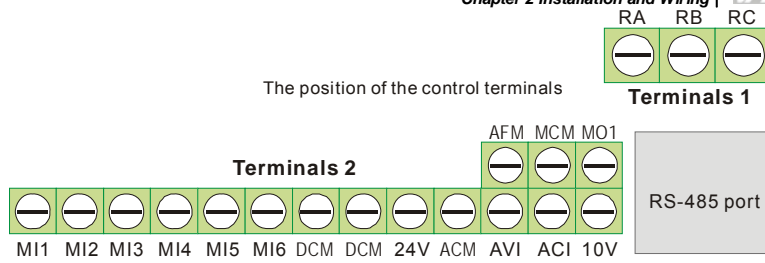 Chapter 2 Installation and Wiring |
RA RB RC
The position of the control terminals
Terminals 1
AFM MCM MO1
Terminals 2
RS-485 port
MI1 MI2 MI3 MI4 MI5 MI6 DCM DCM 24V ACM AVI ACI 10V